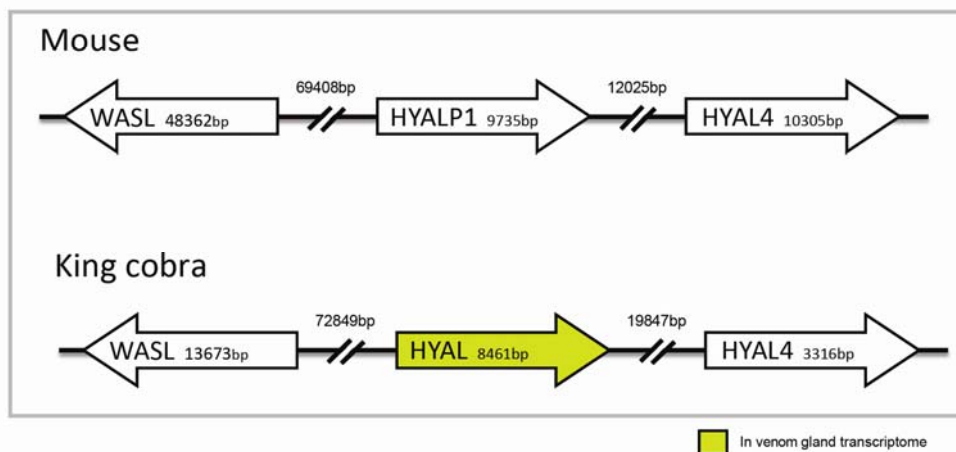 Mouse
69408bp
12025bp
WASL 48362bp
HYALP1 9735bp
HYAL4 10305bp
King cobra
72849bp
19847bp
WASL 13673bp
HYAL 8461bp
HYAL4 3316bp
In venom gland transcriptome